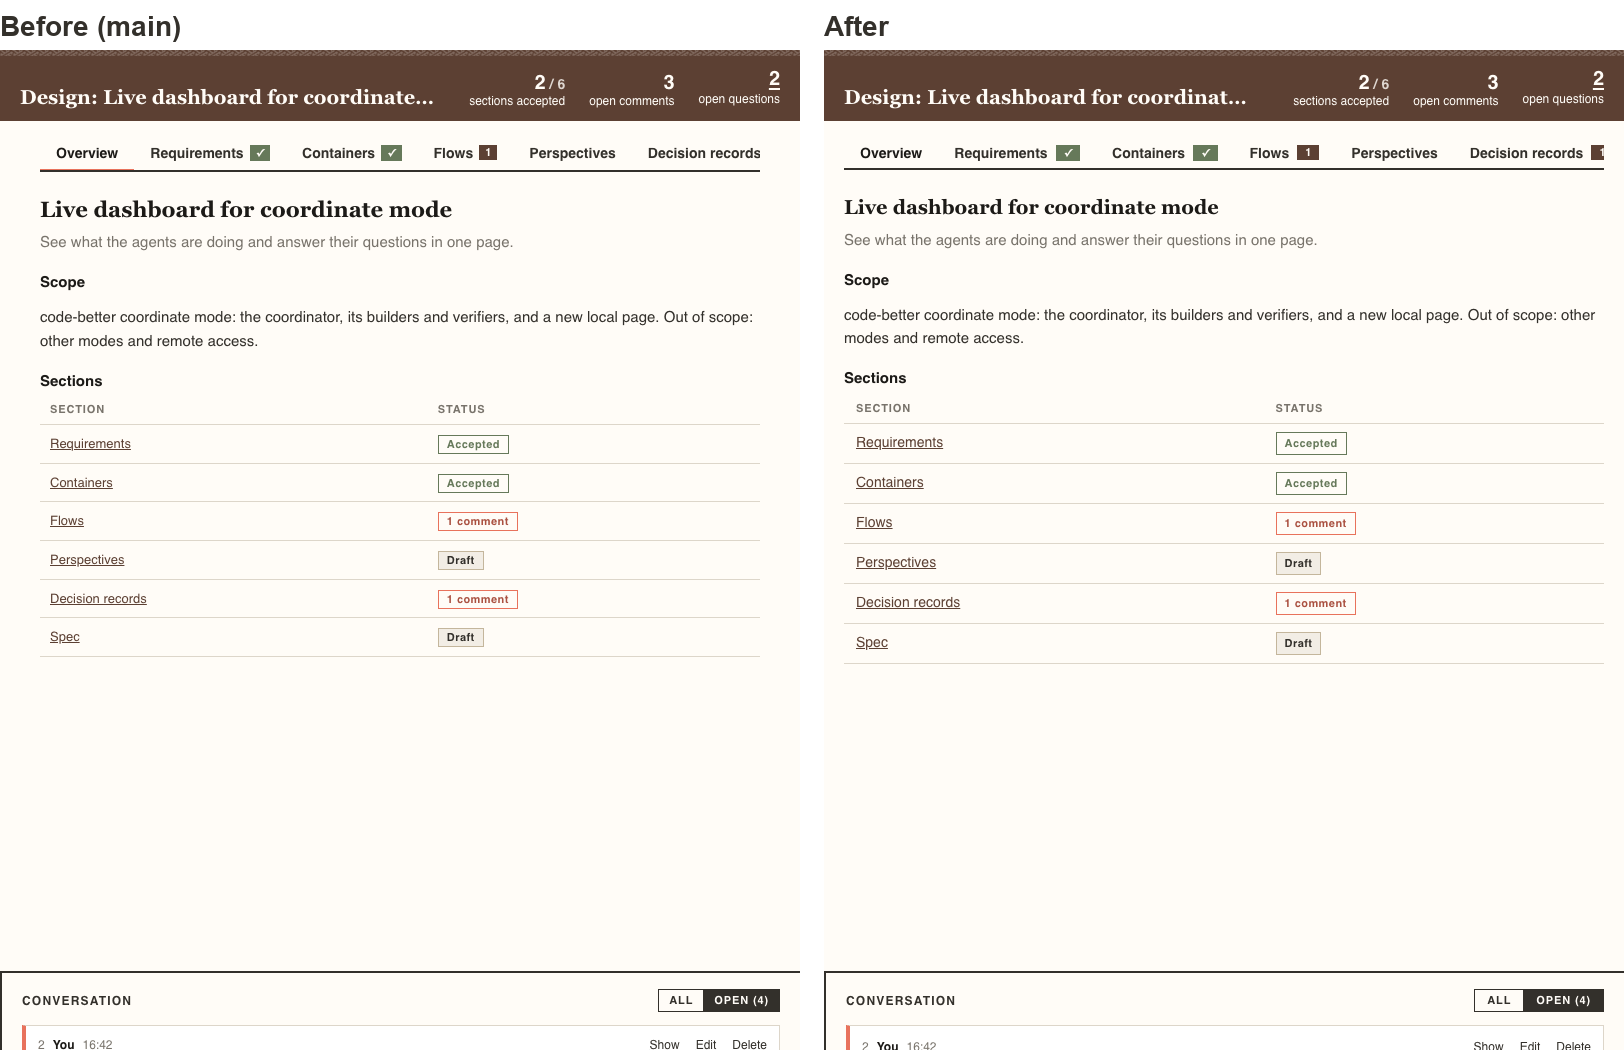 Before (main)
Design: Live dashboard for coordinate...
2 / 6
sections accepted
3
open comments
2
open questions
Overview Requirements ✓ Containers ✓ Flows 1 Perspectives Decision records
Live dashboard for coordinate mode
See what the agents are doing and answer their questions in one page.
Scope
code-better coordinate mode: the coordinator, its builders and verifiers, and a new local page. Out of scope:
other modes and remote access.
Sections
SECTION STATUS
Requirements Accepted
Containers Accepted
Flows 1 comment
Perspectives Draft
Decision records 1 comment
Spec Draft
CONVERSATION ALL OPEN (4)
2 You 16:42 Show Edit Delete
After
Design: Live dashboard for coordinat...
2 / 6
sections accepted
3
open comments
2
open questions
Overview Requirements ✓ Containers ✓ Flows 1 Perspectives Decision records 1
Live dashboard for coordinate mode
See what the agents are doing and answer their questions in one page.
Scope
code-better coordinate mode: the coordinator, its builders and verifiers, and a new local page. Out of scope: other
modes and remote access.
Sections
SECTION STATUS
Requirements Accepted
Containers Accepted
Flows 1 comment
Perspectives Draft
Decision records 1 comment
Spec Draft
CONVERSATION ALL OPEN (4)
2 You 16:42 Show Edit Delete